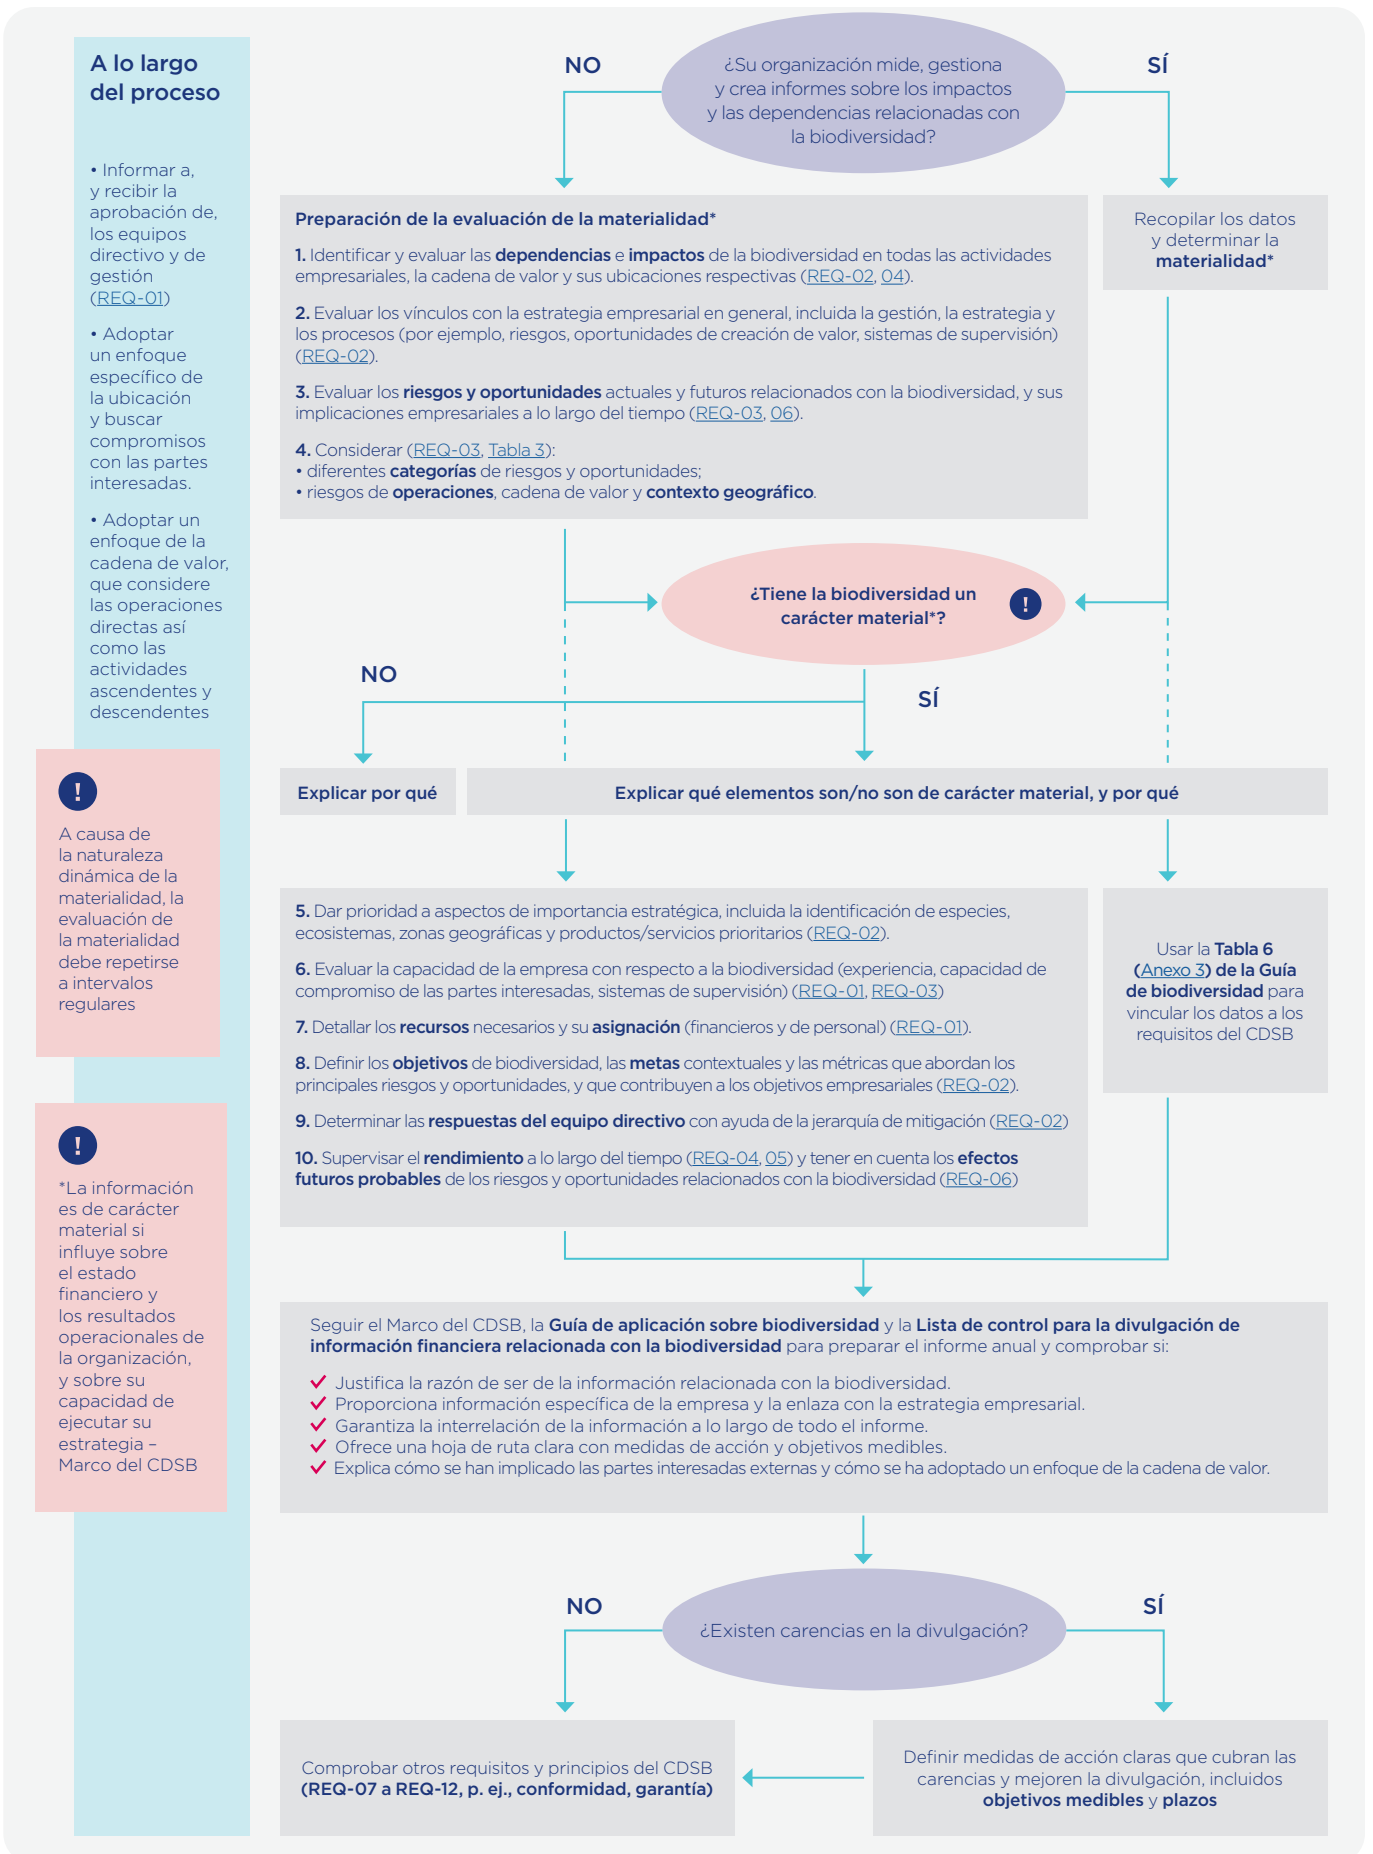 A lo largo
del proceso
• Informar a,
y recibir la
aprobación de,
los equipos
directivo y de
gestión
(REQ-01)
• Adoptar
un enfoque
específico de
la ubicación
y buscar
compromisos
con las partes
interesadas.
• Adoptar un
enfoque de la
cadena de valor,
que considere
las operaciones
directas así
como las
actividades
ascendentes y
descendentes
!
A causa de
la naturaleza
dinámica de la
materialidad, la
evaluación de
la materialidad
debe repetirse
a intervalos
regulares
!
*La información
es de carácter
material si
influye sobre
el estado
financiero y
los resultados
operacionales de
la organización,
y sobre su
capacidad de
ejecutar su
estrategia –
Marco del CDSB
¿Su organización mide, gestiona
y crea informes sobre los impactos
y las dependencias relacionadas con
la biodiversidad?
NO
SÍ
Preparación de la evaluación de la materialidad*
1. Identificar y evaluar las dependencias e impactos de la biodiversidad en todas las actividades
empresariales, la cadena de valor y sus ubicaciones respectivas (REQ-02, 04).
2. Evaluar los vínculos con la estrategia empresarial en general, incluida la gestión, la estrategia y
los procesos (por ejemplo, riesgos, oportunidades de creación de valor, sistemas de supervisión)
(REQ-02).
3. Evaluar los riesgos y oportunidades actuales y futuros relacionados con la biodiversidad, y sus
implicaciones empresariales a lo largo del tiempo (REQ-03, 06).
4. Considerar (REQ-03, Tabla 3):
• diferentes categorías de riesgos y oportunidades;
• riesgos de operaciones, cadena de valor y contexto geográfico.
Recopilar los datos
y determinar la
materialidad*
¿Tiene la biodiversidad un
carácter material*?
!
NO
SÍ
Explicar por qué
Explicar qué elementos son/no son de carácter material, y por qué
5. Dar prioridad a aspectos de importancia estratégica, incluida la identificación de especies,
ecosistemas, zonas geográficas y productos/servicios prioritarios (REQ-02).
6. Evaluar la capacidad de la empresa con respecto a la biodiversidad (experiencia, capacidad de
compromiso de las partes interesadas, sistemas de supervisión) (REQ-01, REQ-03)
7. Detallar los recursos necesarios y su asignación (financieros y de personal) (REQ-01).
8. Definir los objetivos de biodiversidad, las metas contextuales y las métricas que abordan los
principales riesgos y oportunidades, y que contribuyen a los objetivos empresariales (REQ-02).
9. Determinar las respuestas del equipo directivo con ayuda de la jerarquía de mitigación (REQ-02)
10. Supervisar el rendimiento a lo largo del tiempo (REQ-04, 05) y tener en cuenta los efectos
futuros probables de los riesgos y oportunidades relacionados con la biodiversidad (REQ-06)
Usar la Tabla 6
(Anexo 3) de la Guía
de biodiversidad para
vincular los datos a los
requisitos del CDSB
Seguir el Marco del CDSB, la Guía de aplicación sobre biodiversidad y la Lista de control para la divulgación de
información financiera relacionada con la biodiversidad para preparar el informe anual y comprobar si:
Justifica la razón de ser de la información relacionada con la biodiversidad.
Proporciona información específica de la empresa y la enlaza con la estrategia empresarial.
Garantiza la interrelación de la información a lo largo de todo el informe.
Ofrece una hoja de ruta clara con medidas de acción y objetivos medibles.
Explica cómo se han implicado las partes interesadas externas y cómo se ha adoptado un enfoque de la cadena de valor.
¿Existen carencias en la divulgación?
NO
SÍ
Comprobar otros requisitos y principios del CDSB
(REQ-07 a REQ-12, p. ej., conformidad, garantía)
Definir medidas de acción claras que cubran las
carencias y mejoren la divulgación, incluidos
objetivos medibles y plazos